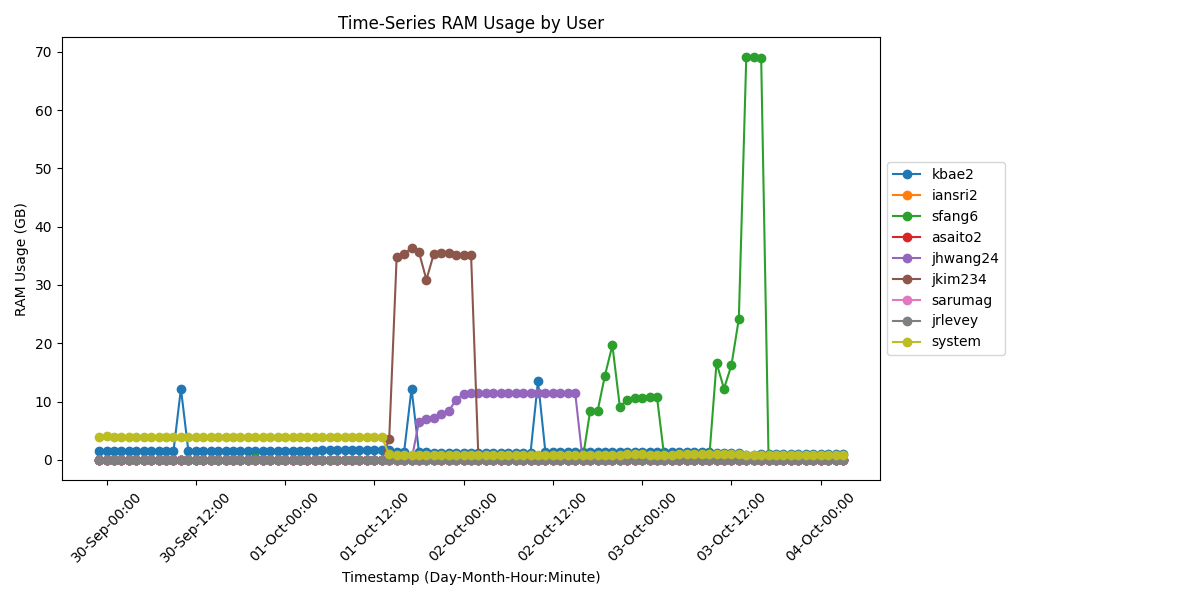 Time-Series RAM Usage by User
RAM Usage (GB)
70
60
50
40
30
20
10
0
30-Sep-00:00
30-Sep-12:00
01-Oct-00:00
01-Oct-12:00
02-Oct-00:00
02-Oct-12:00
03-Oct-00:00
03-Oct-12:00
04-Oct-00:00
Timestamp (Day-Month-Hour:Minute)
kbae2
iansri2
sfang6
asaito2
jhwang24
jkim234
sarumag
jrlevey
system